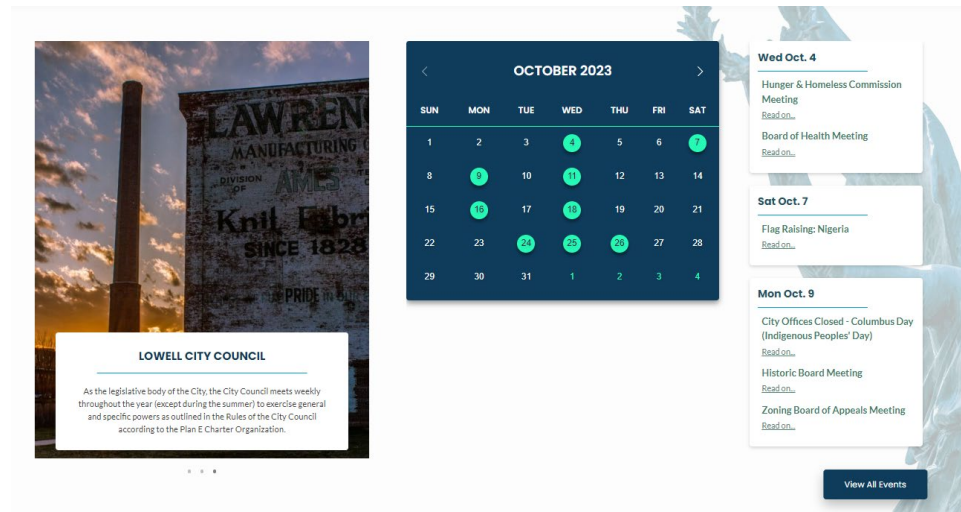 LAWREN
MANUFACTURING C
DIVISION
OF
AMES
Knit Fabri
SINCE 1828
PRIDE in
LOWELL CITY COUNCIL
As the legislative body of the City, the City Council meets weekly
throughout the year (except during the summer) to exercise general
and specific powers as outlined in the Rules of the City Council
according to the Plan E Charter Organization.
OCTOBER 2023
SUN MON TUE WED THU FRI SAT
1 2 3 4 5 6 7
8 9 10 11 12 13 14
15 16 17 18 19 20 21
22 23 24 25 26 27 28
29 30 31 1 2 3 4
Wed Oct. 4
Hunger & Homeless Commission
Meeting
Read on...
Board of Health Meeting
Read on...
Sat Oct. 7
Flag Raising: Nigeria
Read on...
Mon Oct. 9
City Offices Closed - Columbus Day
(Indigenous Peoples' Day)
Read on...
Historic Board Meeting
Read on...
Zoning Board of Appeals Meeting
Read on...
View All Events